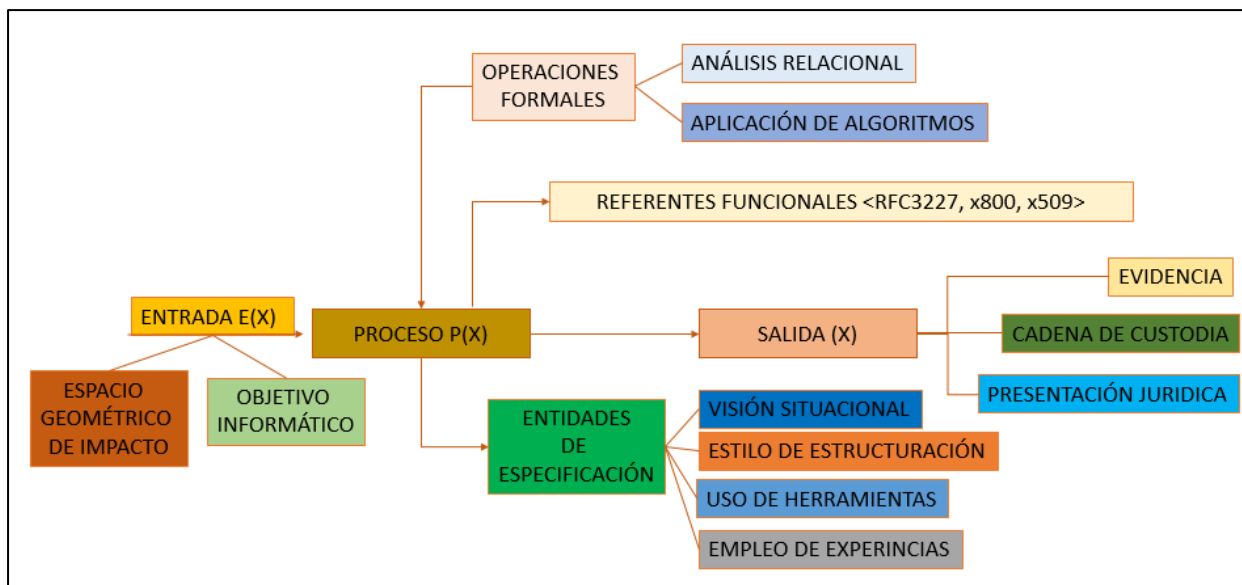 OPERACIONES
FORMALES
ANÁLISIS RELACIONAL
APLICACIÓN DE ALGORITMOS
REFERENTES FUNCIONALES <RFC3227, x800, x509>
ENTRADA E(X)
PROCESO P(X)
SALIDA (X)
EVIDENCIA
CADENA DE CUSTODIA
PRESENTACIÓN JURIDICA
ESPACIO
GEOMÉTRICO
DE IMPACTO
OBJETIVO
INFORMÁTICO
ENTIDADES
DE
ESPECIFICACIÓN
VISIÓN SITUACIONAL
ESTILO DE ESTRUCTURACIÓN
USO DE HERRAMIENTAS
EMPLEO DE EXPERINCIAS